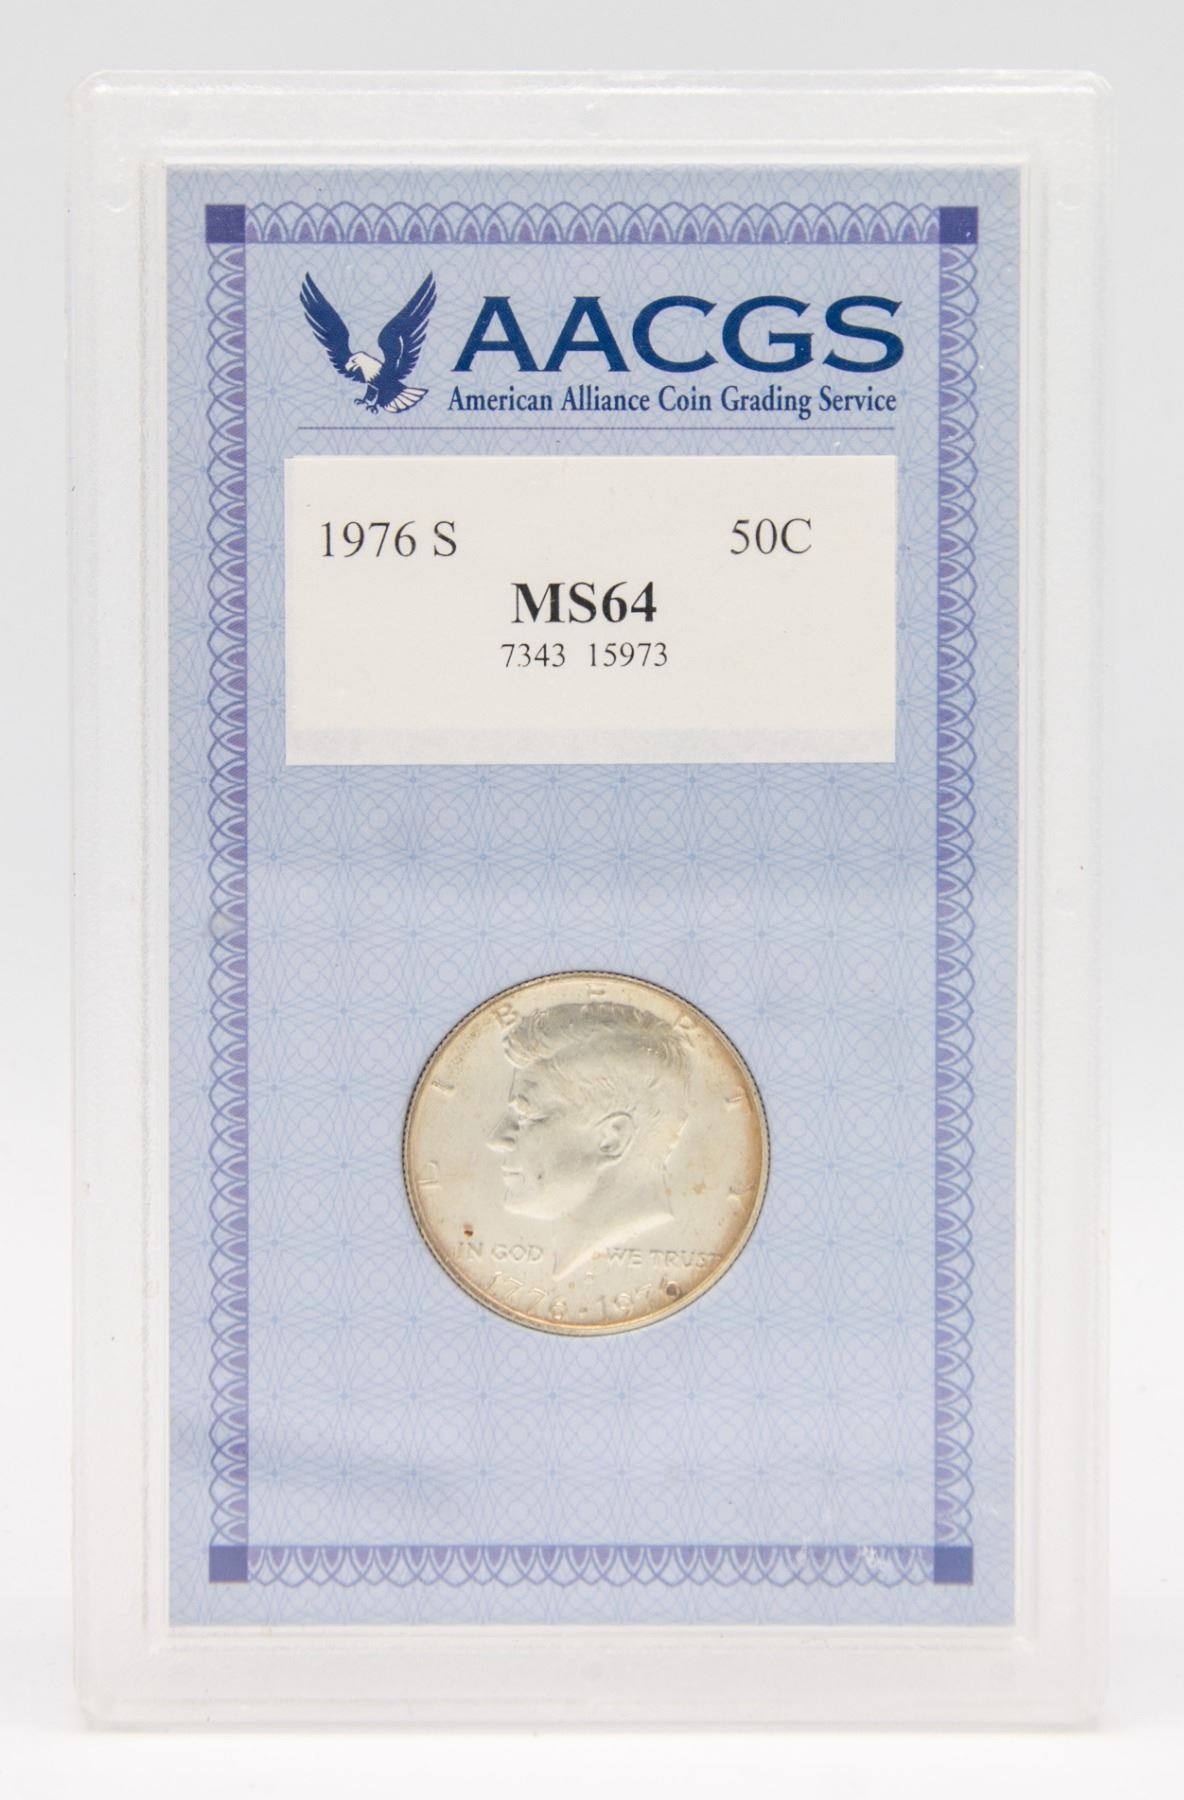 AACGS
American Alliance Coin Grading Service
1976 S 50C
MS64
7343 15973
LIBERTY
IN GOD WE TRUST
S
1776·1976